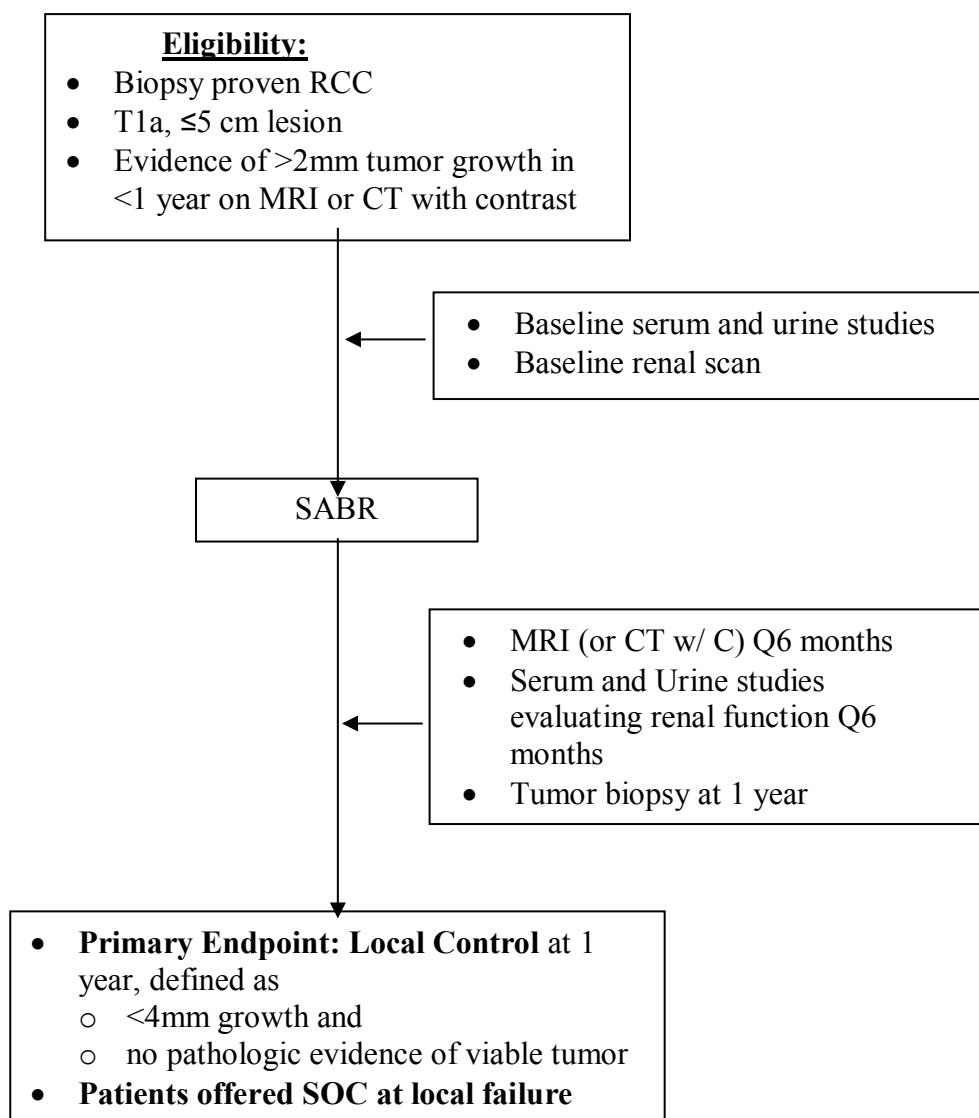 Eligibility:
• Biopsy proven RCC
• T1a, ≤5 cm lesion
• Evidence of >2mm tumor growth in
<1 year on MRI or CT with contrast
• Baseline serum and urine studies
• Baseline renal scan
SABR
• MRI (or CT w/ C) Q6 months
• Serum and Urine studies
evaluating renal function Q6
months
• Tumor biopsy at 1 year
• Primary Endpoint: Local Control at 1
year, defined as
o <4mm growth and
o no pathologic evidence of viable tumor
• Patients offered SOC at local failure